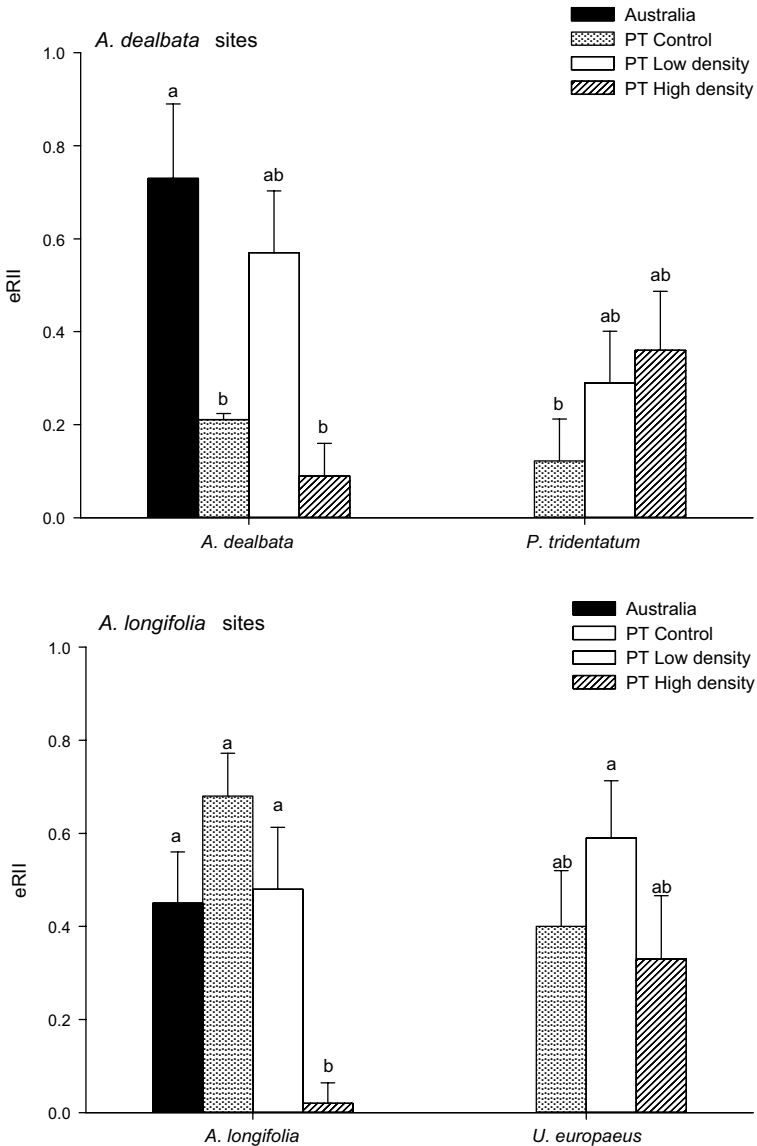 A. dealbata sites
Australia
PT Control
PT Low density
PT High density
1.0
0.8
0.6
0.4
0.2
0.0
eRII
a
b
ab
b
b
ab
ab
A. dealbata
P. tridentatum
A. longifolia sites
Australia
PT Control
PT Low density
PT High density
1.0
0.8
0.6
0.4
0.2
0.0
eRII
a
a
a
b
ab
a
ab
A. longifolia
U. europaeus